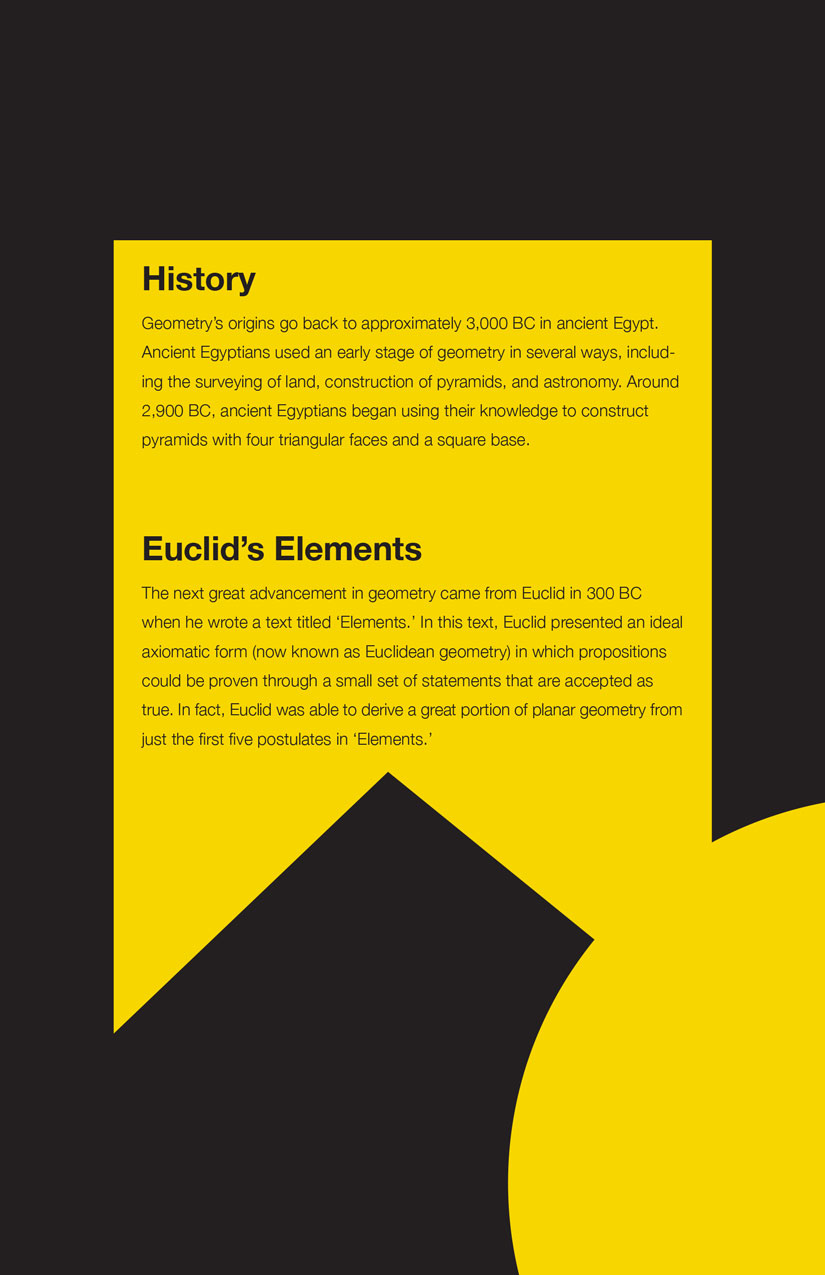 History
Geometry’s origins go back to approximately 3,000 BC in ancient Egypt.
Ancient Egyptians used an early stage of geometry in several ways, includ-
ing the surveying of land, construction of pyramids, and astronomy. Around
2,900 BC, ancient Egyptians began using their knowledge to construct
pyramids with four triangular faces and a square base.
Euclid’s Elements
The next great advancement in geometry came from Euclid in 300 BC
when he wrote a text titled ‘Elements.’ In this text, Euclid presented an ideal
axiomatic form (now known as Euclidean geometry) in which propositions
could be proven through a small set of statements that are accepted as
true. In fact, Euclid was able to derive a great portion of planar geometry from
just the first five postulates in ‘Elements.’